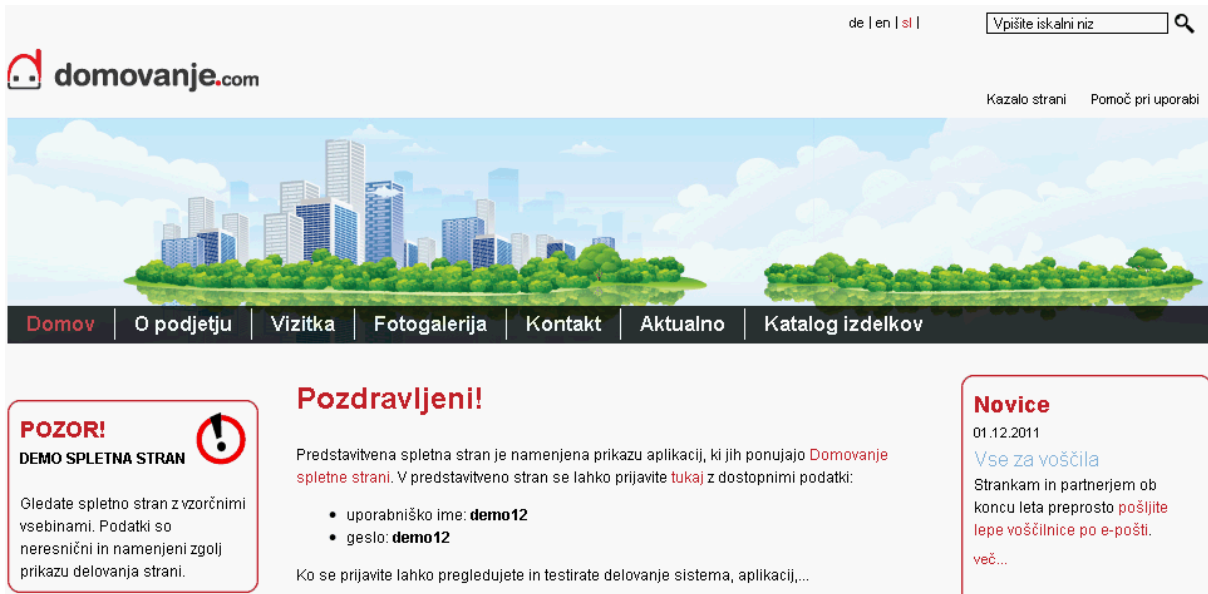 de | en | sl |
Vpišite iskalni niz
domovanje.com
Kazalo strani Pomoč pri uporabi
Domov O podjetju Vizitka Fotogalerija Kontakt Aktualno Katalog izdelkov
POZOR!
DEMO SPLETNA STRAN
Gledate spletno stran z vzorčnimi
vsebinami. Podatki so
neresnični in namenjeni zgolj
prikazu delovanja strani.
Pozdravljeni!
Predstavitvena spletna stran je namenjena prikazu aplikacij, ki jih ponujajo Domovanje
spletne strani. V predstavitveno stran se lahko prijavite tukaj z dostopnimi podatki:
• uporabniško ime: demo12
• geslo: demo12
Ko se prijavite lahko pregledujete in testirate delovanje sistema, aplikacij,...
Novice
01.12.2011
Vse za voščila
Strankam in partnerjem ob
koncu leta preprosto pošljite
lepe voščilnice po e-pošti.
več...